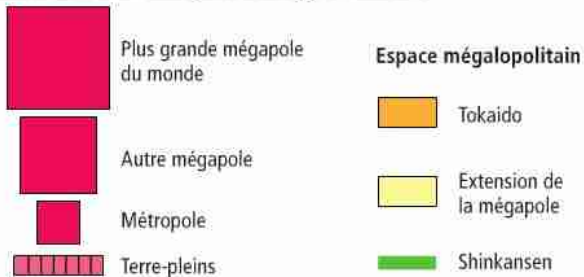 Plus grande mégapole
du monde
Autre mégapole
Métropole
Terre-pleins
Espace mégalopolitain
Tokaido
Extension de
la mégapole
Shinkansen